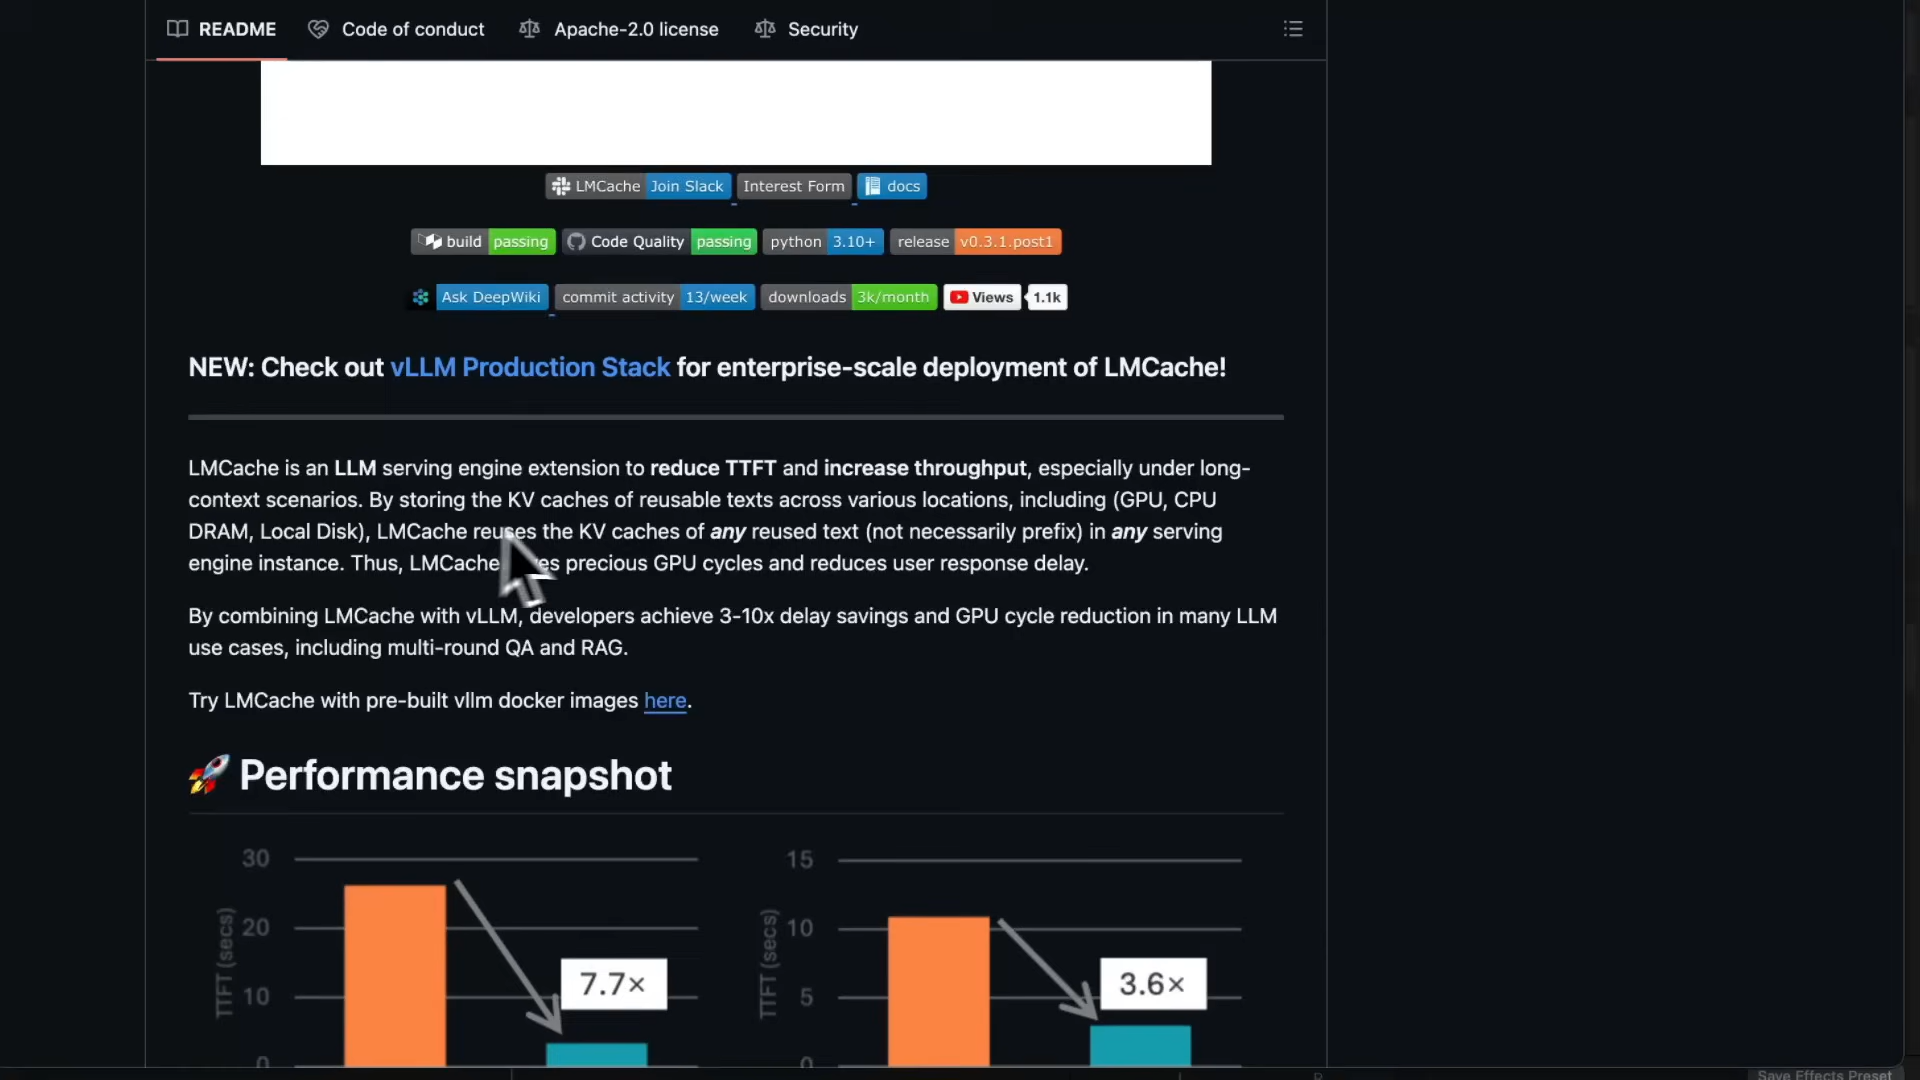 README Code of conduct Apache-2.0 license Security
LMCache Join Slack Interest Form docs
build passing Code Quality passing python 3.10+ release v0.3.1.post1
Ask DeepWiki commit activity 13/week downloads 3k/month Views 1.1k
NEW: Check out vLLM Production Stack for enterprise-scale deployment of LMCache!
LMCache is an LLM serving engine extension to reduce TTFT and increase throughput, especially under long-
context scenarios. By storing the KV caches of reusable texts across various locations, including (GPU, CPU
DRAM, Local Disk), LMCache reuses the KV caches of any reused text (not necessarily prefix) in any serving
engine instance. Thus, LMCache precious GPU cycles and reduces user response delay.
By combining LMCache with vLLM, developers achieve 3-10x delay savings and GPU cycle reduction in many LLM
use cases, including multi-round QA and RAG.
Try LMCache with pre-built vllm docker images here.
🚀 Performance snapshot
30
20
10
0
TTFT (secs)
7.7×
15
10
5
0
TTFT (secs)
3.6×
Save Effects Preset